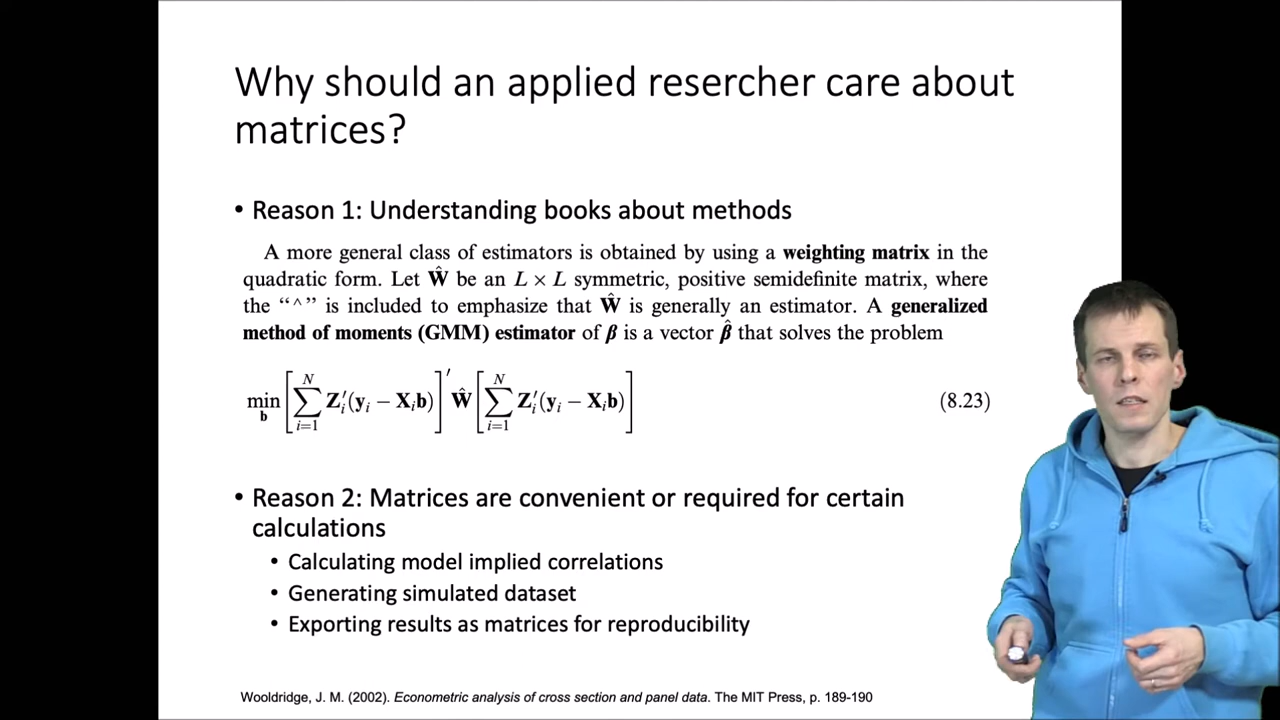 Why should an applied resercher care about
matrices?
• Reason 1: Understanding books about methods
A more general class of estimators is obtained by using a weighting matrix in the
quadratic form. Let Ŵ be an L × L symmetric, positive semidefinite matrix, where
the “^” is included to emphasize that Ŵ is generally an estimator. A generalized
method of moments (GMM) estimator of β is a vector β̂ that solves the problem
min_b [∑_{i=1}^{N} Z′_i(y_i − X_i b)]′ Ŵ [∑_{i=1}^{N} Z′_i(y_i − X_i b)] (8.23)
• Reason 2: Matrices are convenient or required for certain
calculations
• Calculating model implied correlations
• Generating simulated dataset
• Exporting results as matrices for reproducibility
Wooldridge, J. M. (2002). Econometric analysis of cross section and panel data. The MIT Press, p. 189-190